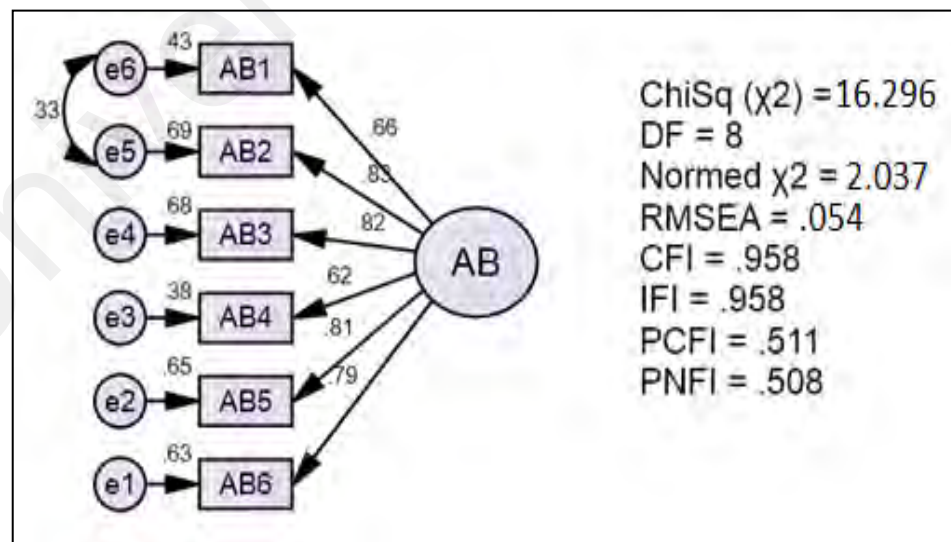 .43
e6
AB1
.66
.33
.69
e5
AB2
.83
.68
e4
AB3
.82
AB
.38
e3
AB4
.62
.65
e2
AB5
.81
.63
e1
AB6
.79
ChiSq (χ2) = 16.296
DF = 8
Normed χ2 = 2.037
RMSEA = .054
CFI = .958
IFI = .958
PCFI = .511
PNFI = .508